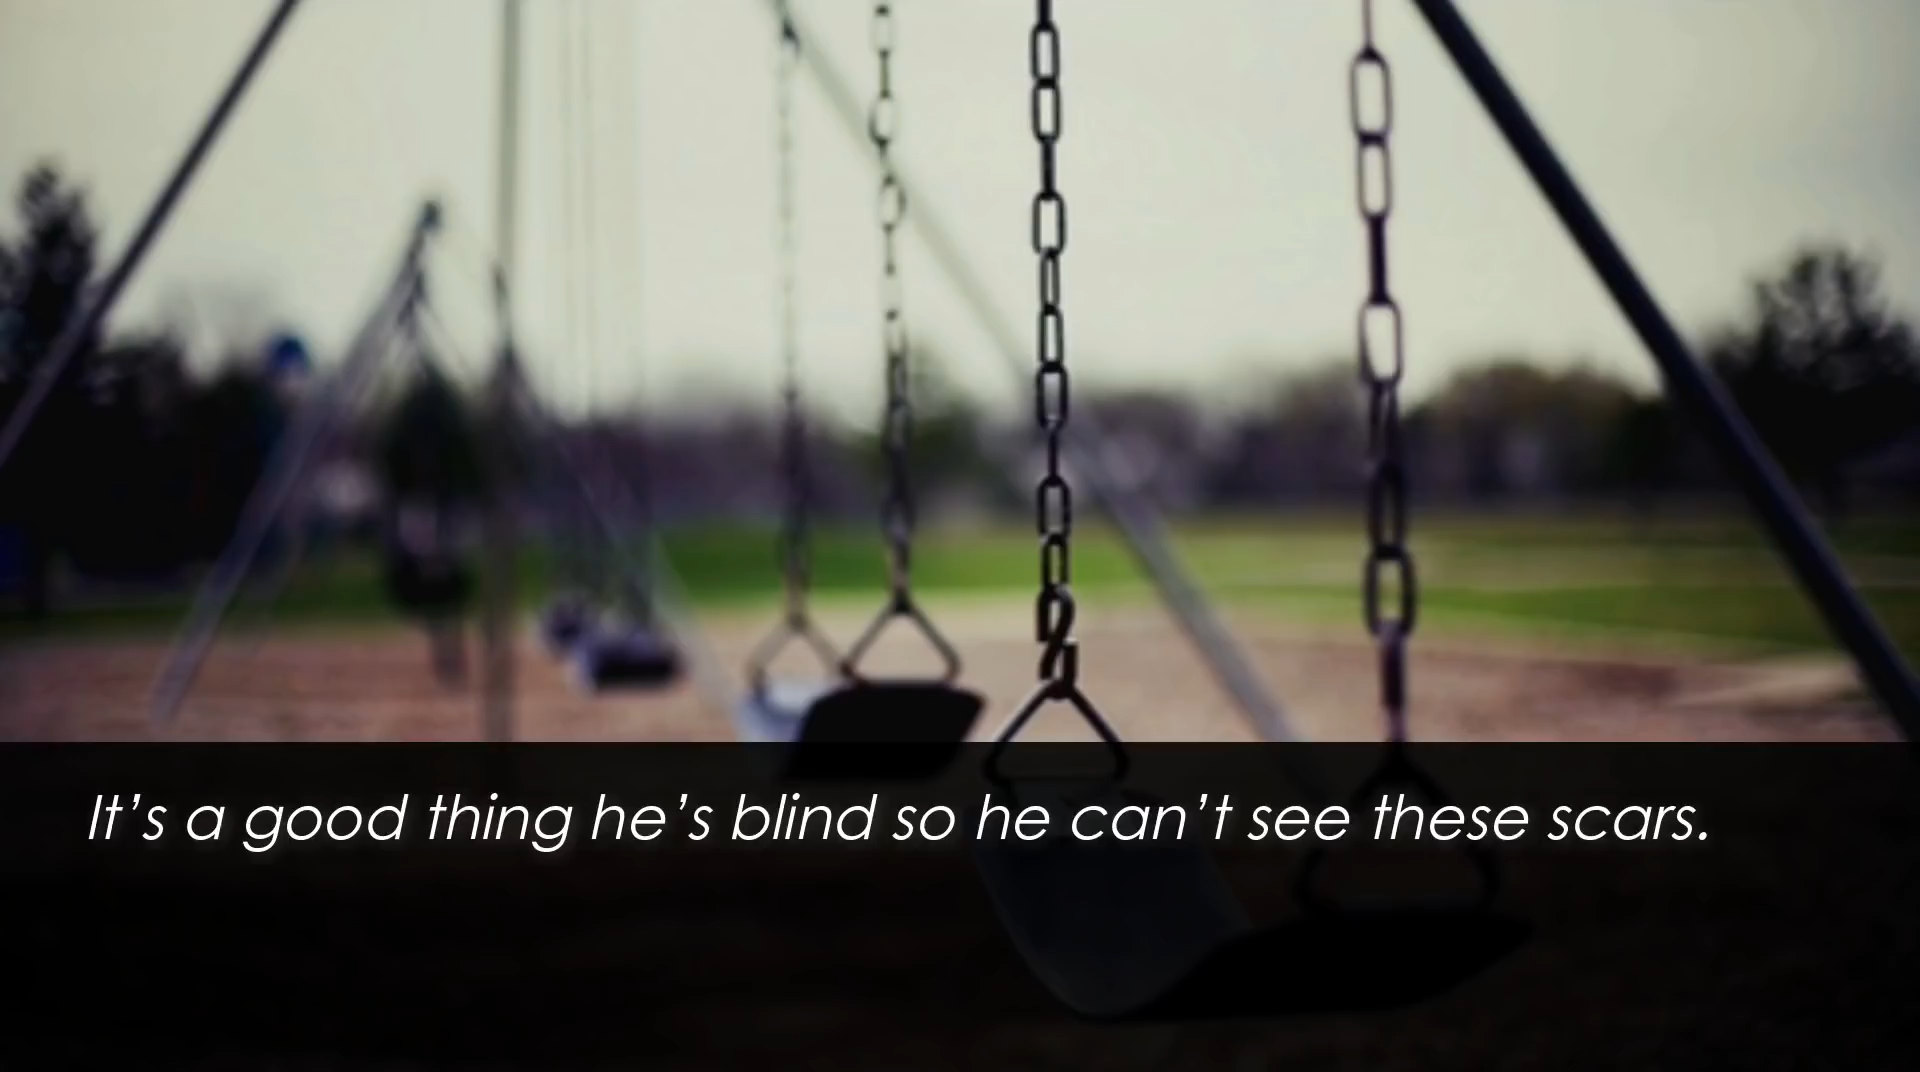 It’s a good thing he’s blind so he can’t see these scars.